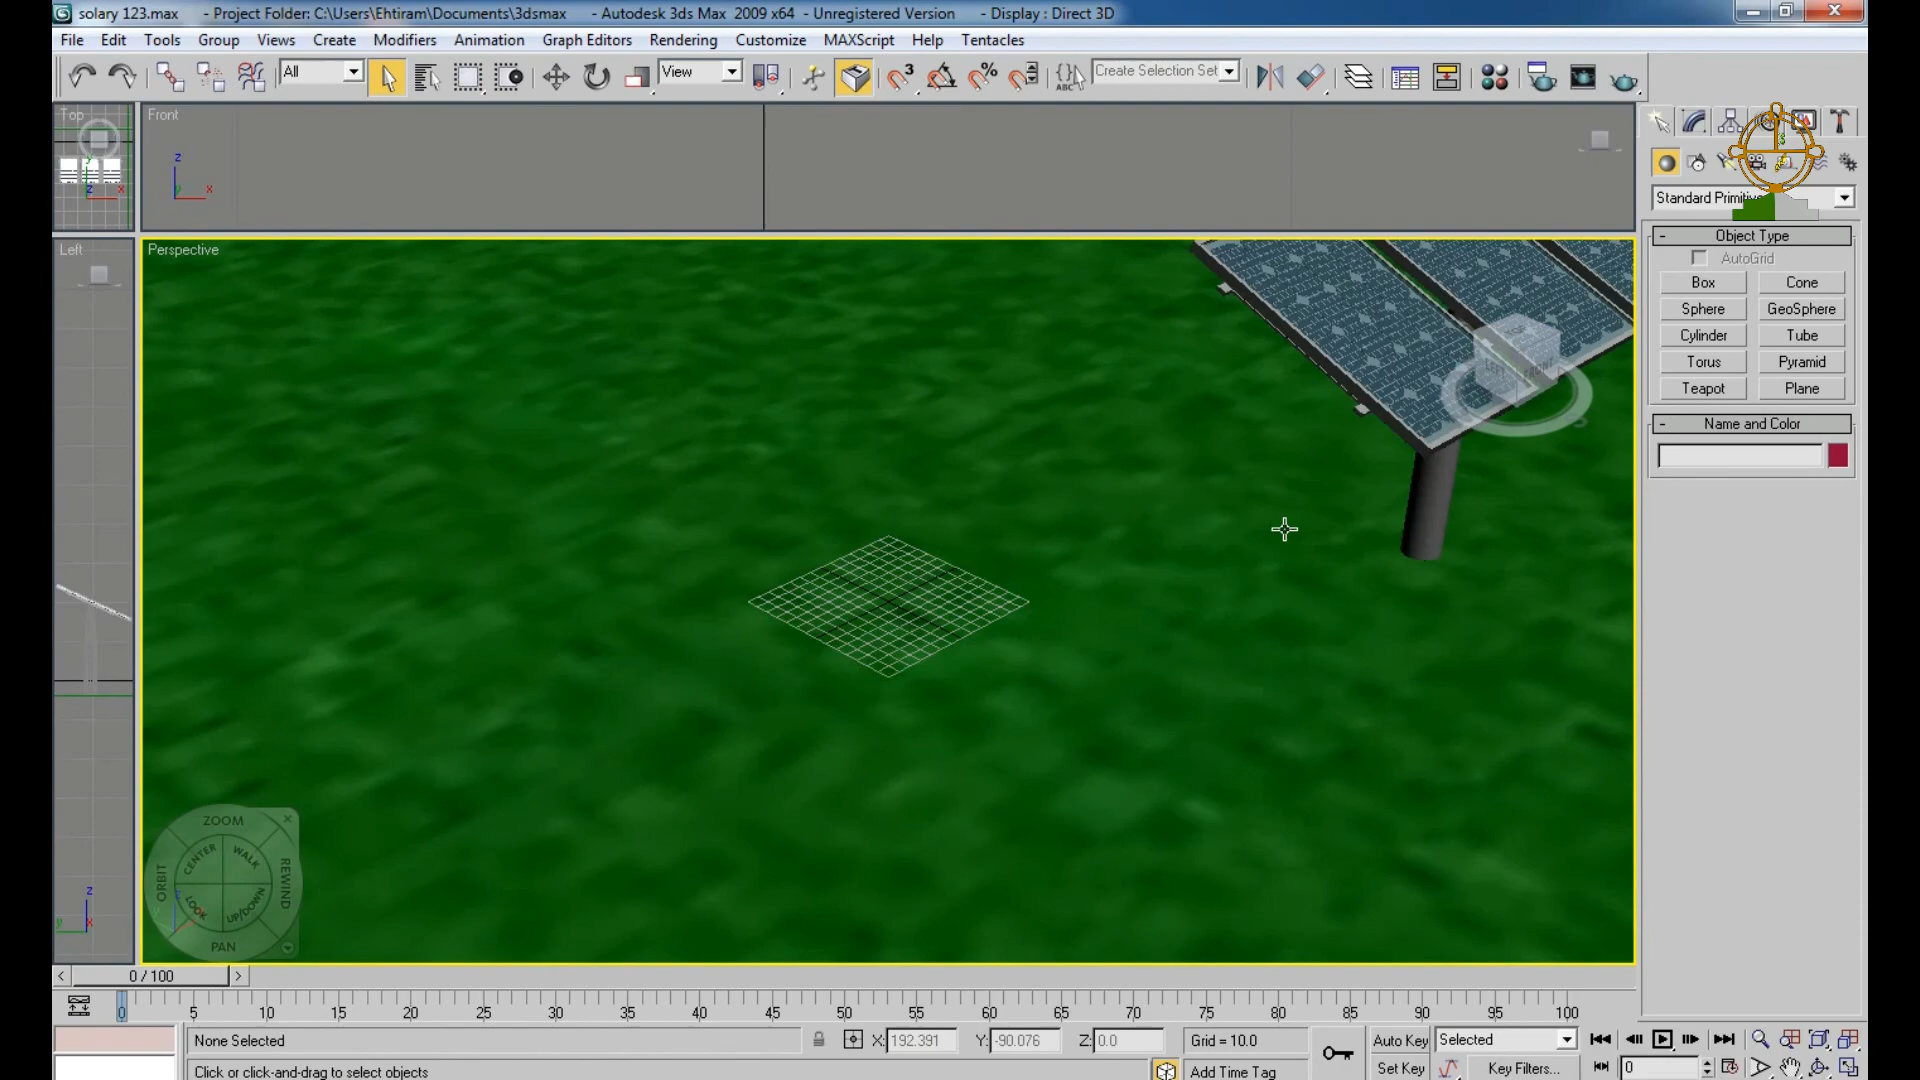 solary 123.max - Project Folder: C:\Users\Ehtiram\Documents\3dsmax - Autodesk 3ds Max 2009 x64 - Unregistered Version - Display : Direct 3D
File Edit Tools Group Views Create Modifiers Animation Graph Editors Rendering Customize MAXScript Help Tentacles
All View Create Selection Set
Top Front
z
y
x
Standard Primitiv
Left Perspective
Object Type
AutoGrid
Box Cone
Sphere GeoSphere
Cylinder Tube
Torus Pyramid
Teapot Plane
Name and Color
ZOOM
CENTER WALK
ORBIT REWIND
LOOK UP/DOWN
PAN
z
y x
0 / 100
0 5 10 15 20 25 30 35 40 45 50 55 60 65 70 75 80 85 90 95 100
None Selected X: 192.391 Y: -90.076 Z: 0.0 Grid = 10.0 Auto Key Selected
Click or click-and-drag to select objects Add Time Tag Set Key Key Filters... 0